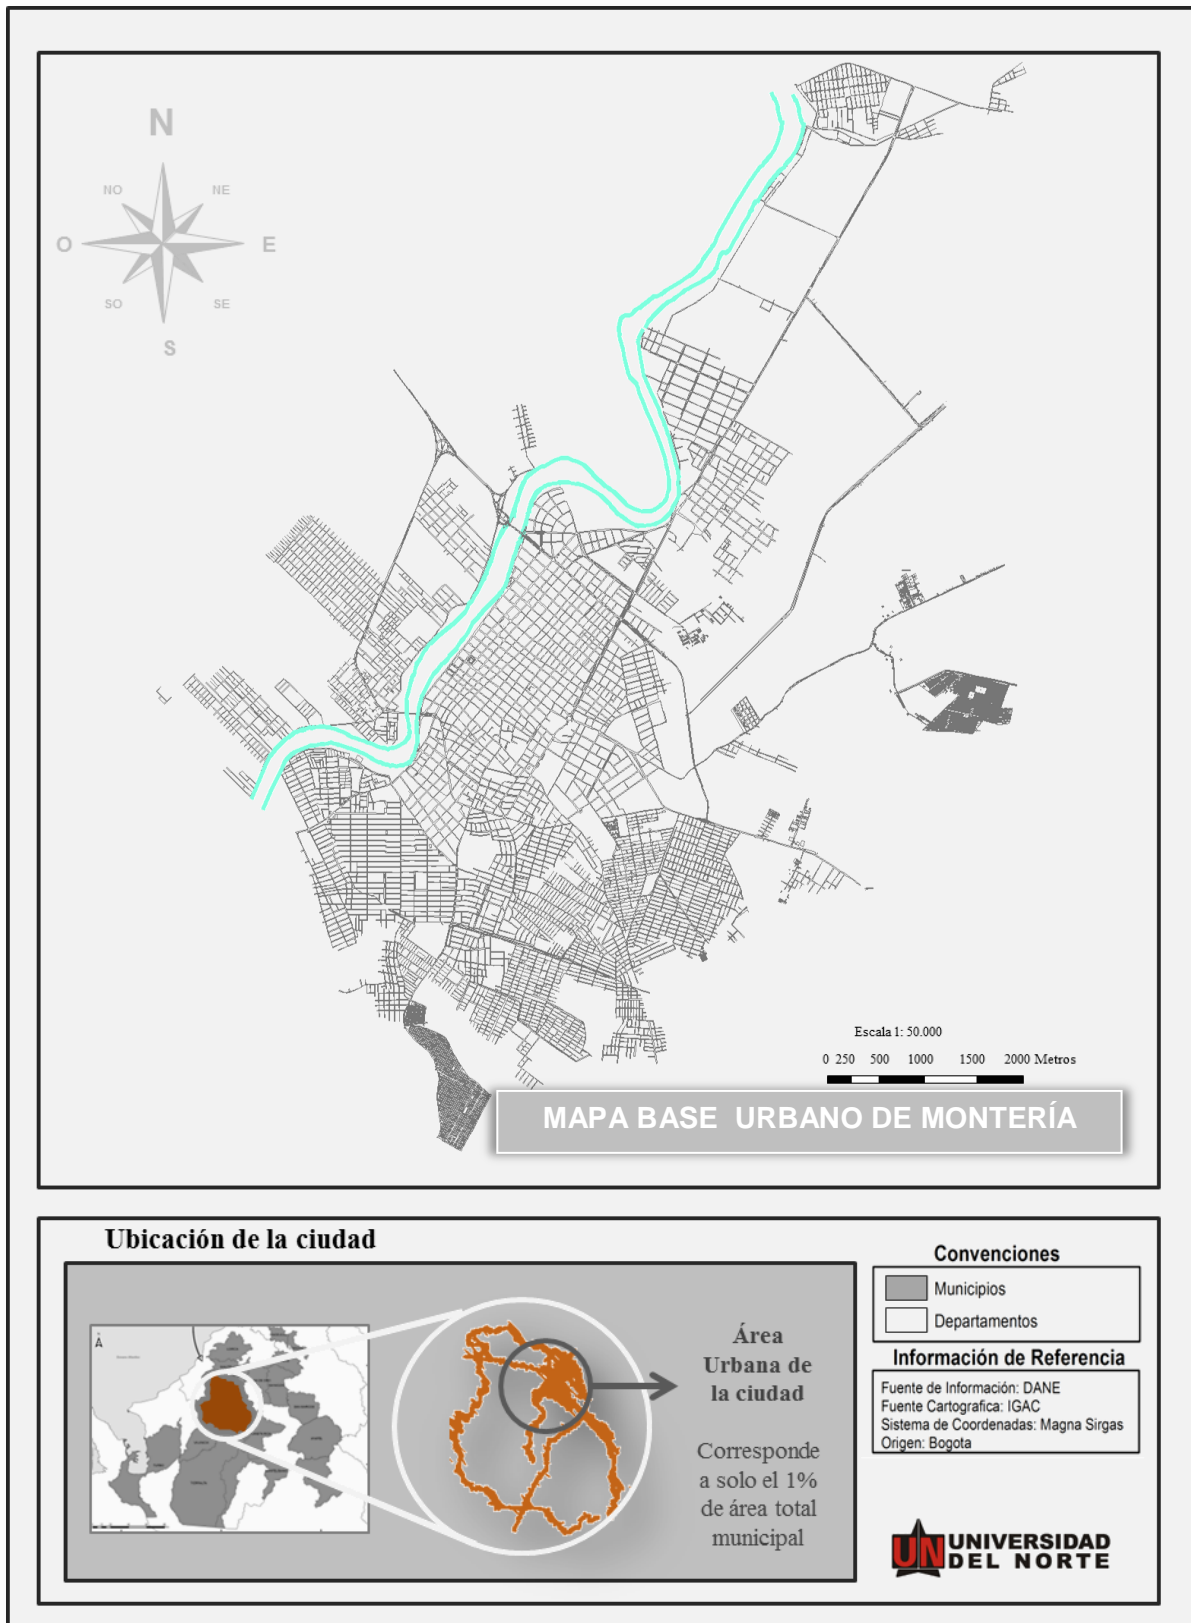 N
NO
NE
O
E
SO
SE
S
Escala 1: 50.000
0 250 500 1000 1500 2000 Metros
MAPA BASE URBANO DE MONTERÍA
Ubicación de la ciudad
Área
Urbana de
la ciudad
Corresponde
a solo el 1%
de área total
municipal
Convenciones
Municipios
Departamentos
Información de Referencia
Fuente de Información: DANE
Fuente Cartografica: IGAC
Sistema de Coordenadas: Magna Sirgas
Origen: Bogota
UN UNIVERSIDAD
DEL NORTE